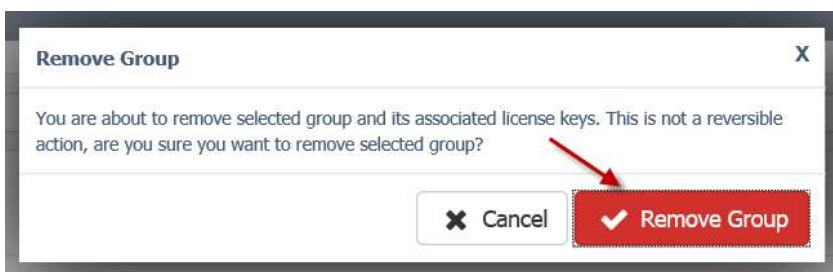 Remove Group
X
You are about to remove selected group and its associated license keys. This is not a reversible
action, are you sure you want to remove selected group?
Cancel
Remove Group